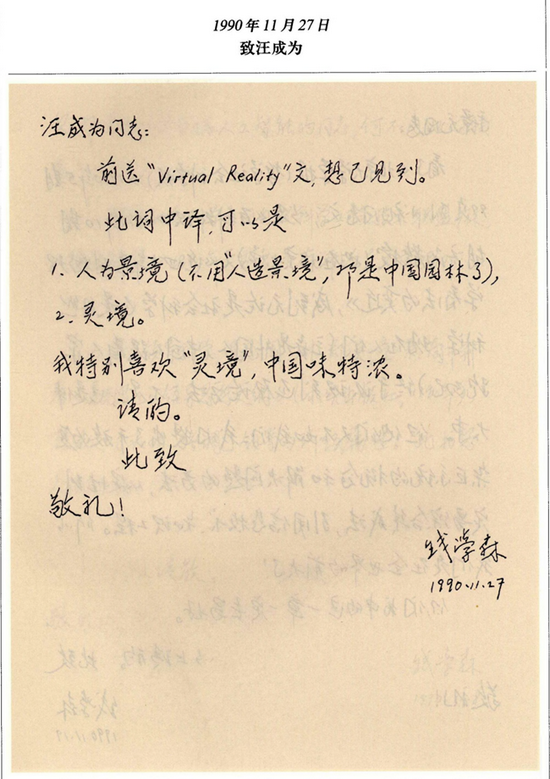 1990年11月27日
致汪成为
汪成为同志:
前送“Virtual Reality”文,想已见到。
此词中译,可以是
1. 人为景境(不用“人造景境”,那是中国园林了),
2. 灵境。
我特别喜欢“灵境”,中国味特浓。
请酌。
此致
敬礼!
钱学森
1990.11.27